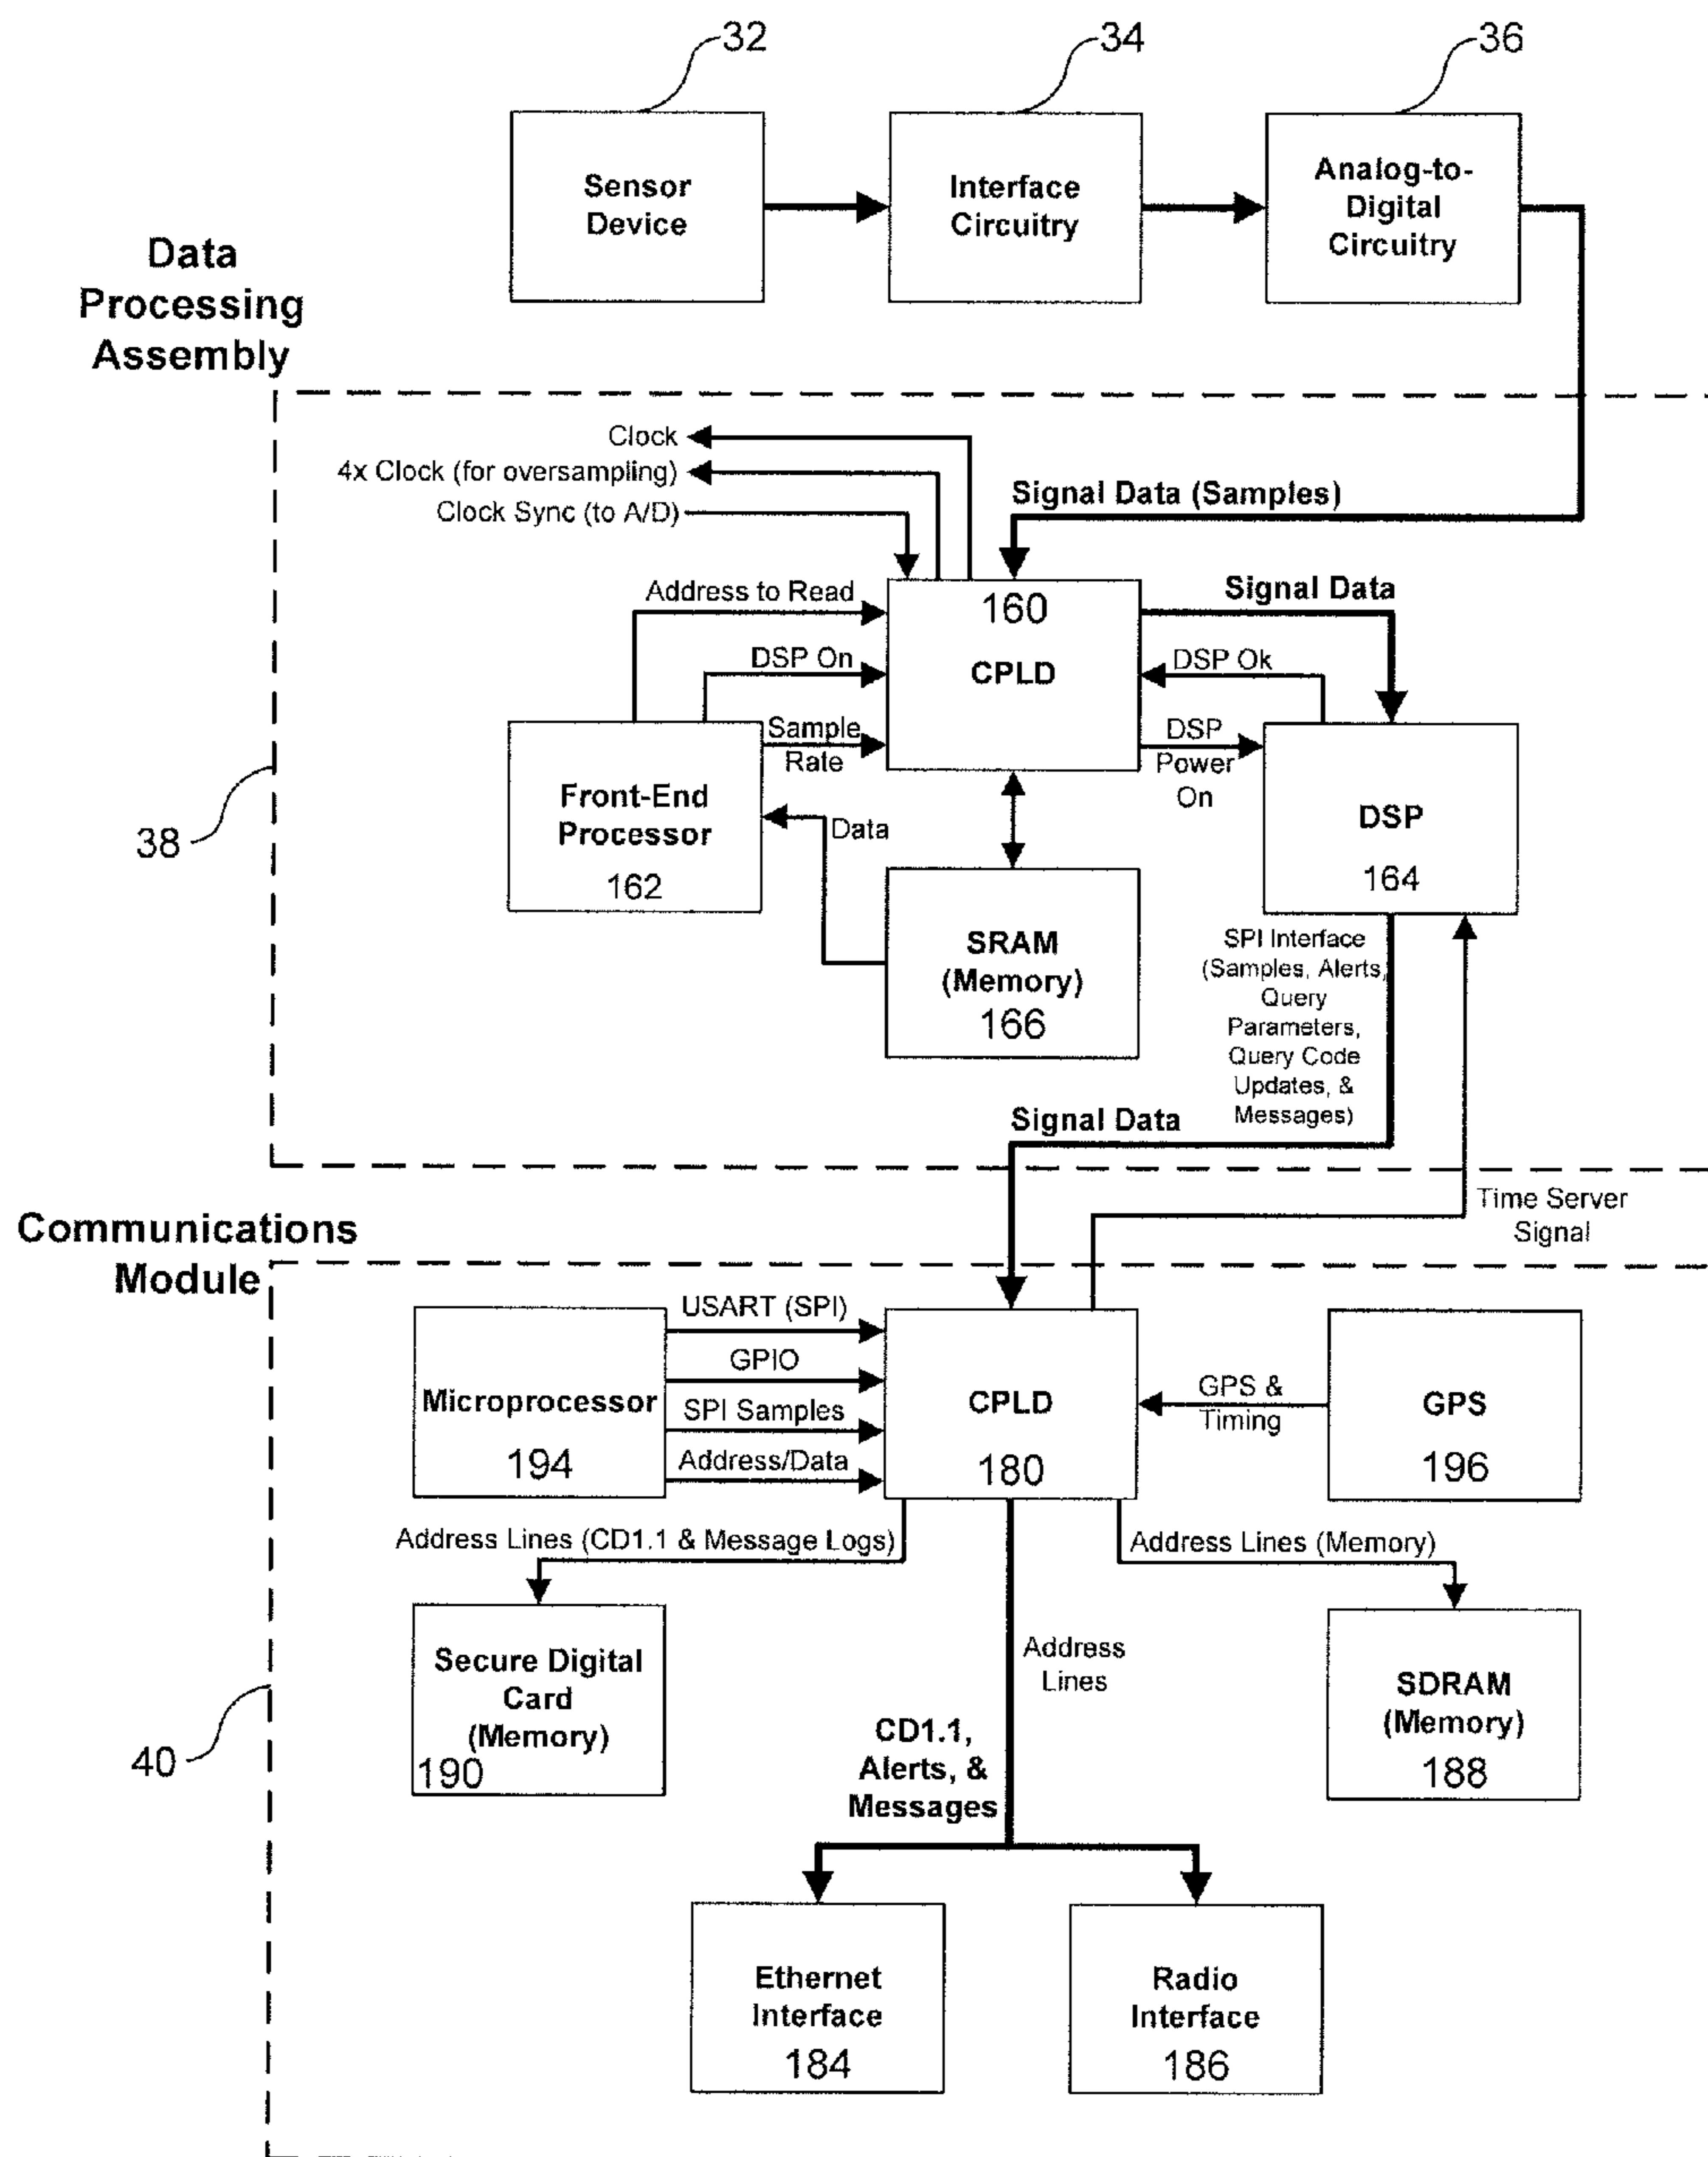 32
34
36
Sensor
Device
Interface
Circuitry
Analog-to-
Digital
Circuitry
Data
Processing
Assembly
Clock
4x Clock (for oversampling)
Clock Sync (to A/D)
Signal Data (Samples)
Address to Read
DSP On
Sample
Rate
160
CPLD
Signal Data
DSP Ok
DSP
Power
On
Front-End
Processor
162
Data
DSP
164
38
SRAM
(Memory)
166
SPI Interface
(Samples, Alerts,
Query
Parameters,
Query Code
Updates, &
Messages)
Signal Data
Time Server
Signal
Communications
Module
USART (SPI)
GPIO
SPI Samples
Address/Data
Microprocessor
194
CPLD
180
GPS &
Timing
GPS
196
Address Lines (CD1.1 & Message Logs)
Address Lines (Memory)
Secure Digital
Card
(Memory)
190
Address
Lines
SDRAM
(Memory)
188
40
CD1.1,
Alerts, &
Messages
Ethernet
Interface
184
Radio
Interface
186